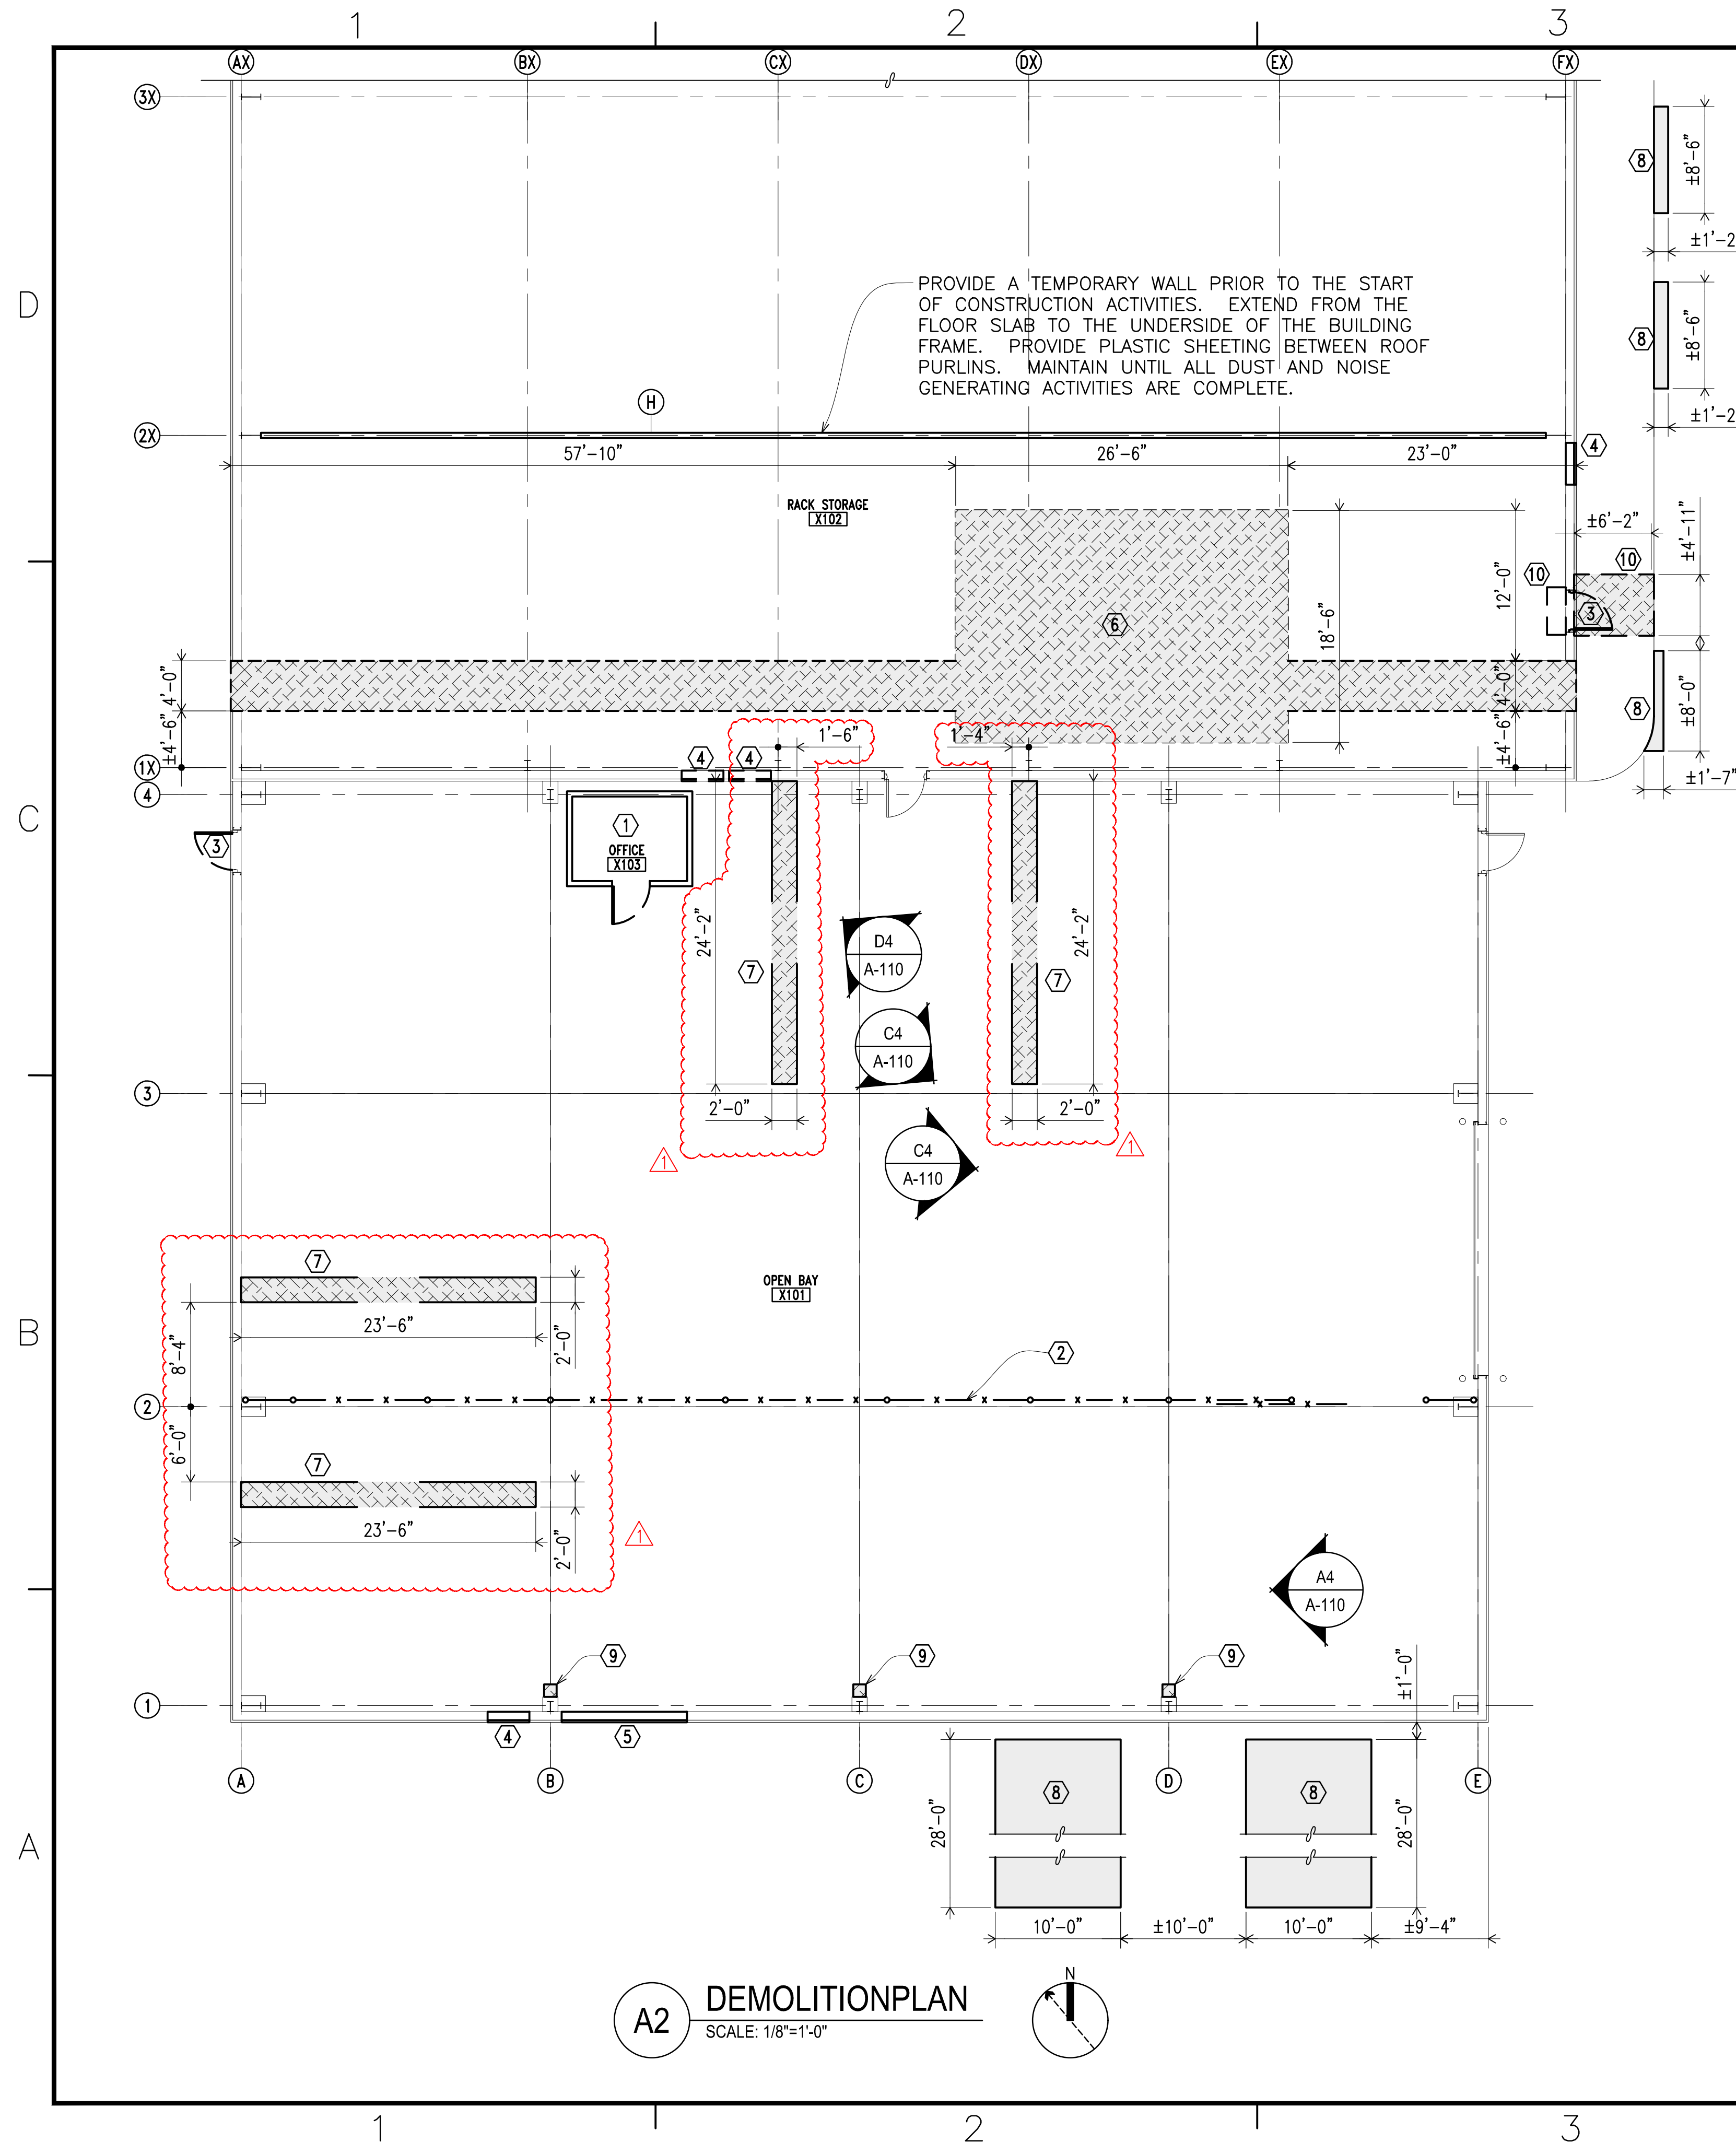 1 2 3
AX BX CX DX EX FX
3X
8
±8'-6"
±1'-2
D
PROVIDE A TEMPORARY WALL PRIOR TO THE START
OF CONSTRUCTION ACTIVITIES. EXTEND FROM THE
FLOOR SLAB TO THE UNDERSIDE OF THE BUILDING
FRAME. PROVIDE PLASTIC SHEETING BETWEEN ROOF
PURLINS. MAINTAIN UNTIL ALL DUST AND NOISE
GENERATING ACTIVITIES ARE COMPLETE.
8
±8'-6"
±1'-2
H
2X
57'-10" 26'-6" 23'-0"
4
RACK STORAGE
X102
±6'-2"
±4'-11"
10
10
12'-0"
3
6
18'-6"
4'-0"
4'-0"
±4'-6"
±4'-6"
8
±8'-0"
±1'-7"
1'-6"
1'-4"
1X
4 4
4
C
3
1
OFFICE
X103
24'-2"
24'-2"
D4
A-110
7
7
C4
A-110
3
2'-0"
2'-0"
1
1
C4
A-110
7
OPEN BAY
X101
23'-6"
2'-0"
8'-4"
B
2
2
6'-0"
7
23'-6"
2'-0"
1
A4
A-110
9
9
9
±1'-0"
1
4
5
A B C D E
8
8
28'-0"
28'-0"
A
10'-0" ±10'-0" 10'-0" ±9'-4"
N
A2
DEMOLITIONPLAN
SCALE: 1/8"=1'-0"
1 2 3